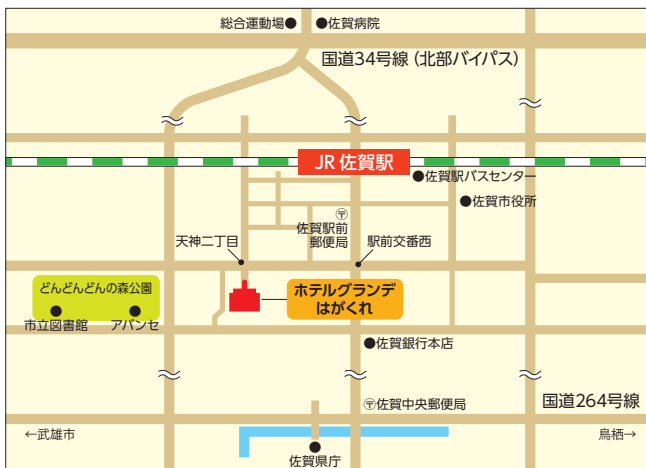 総合運動場●
●佐賀病院
国道34号線(北部バイパス)
JR 佐賀駅
●佐賀駅バスセンター
●佐賀市役所
〶
佐賀駅前
郵便局
天神二丁目
駅前交番西
どんどんどんの森公園
市立図書館
アバンセ
ホテルグランデ
はがくれ
●佐賀銀行本店
〶佐賀中央郵便局
国道264号線
←武雄市
鳥栖→
佐賀県庁